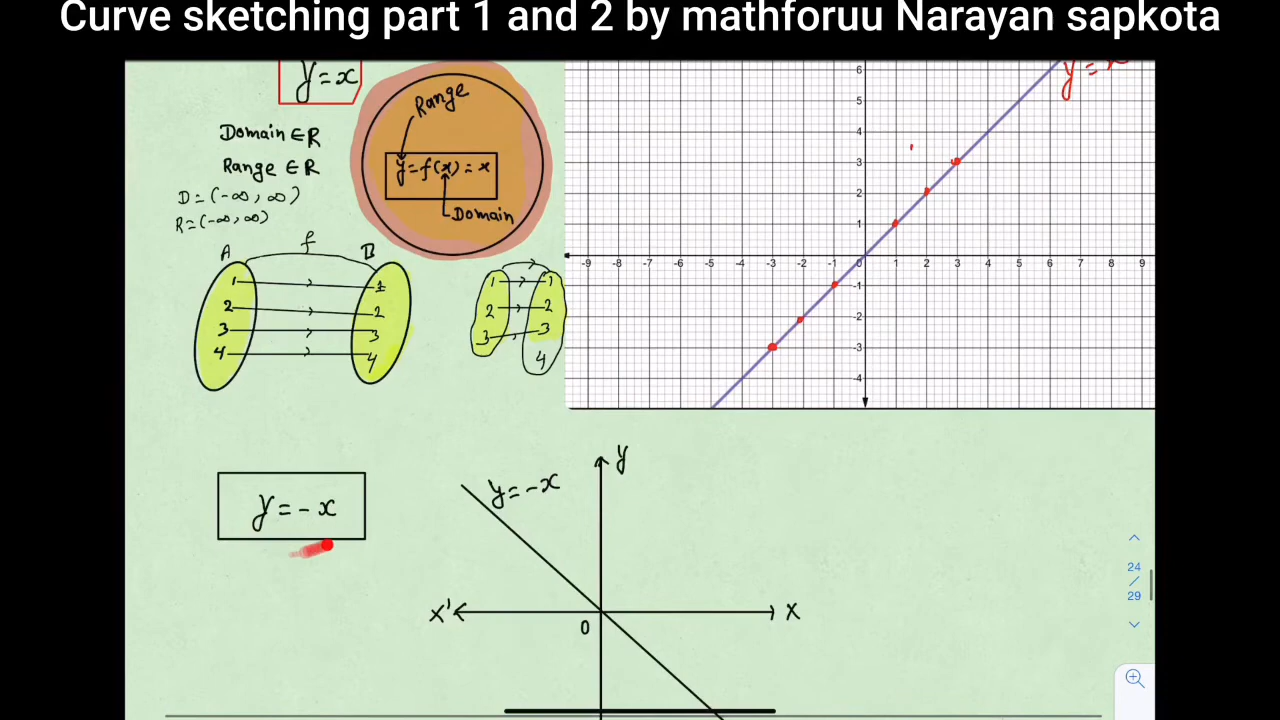 Curve sketching part 1 and 2 by mathforuu Narayan sapkota
y = x
Range
Domain ∈ R
y = f(x) = x
Range ∈ R
Domain
D = (-∞, ∞)
R = (-∞, ∞)
A f B
1 1
2 2
3 3
4 4
1 1
2 2
3 3
4
6
5
4
3
2
1
-9 -8 -7 -6 -5 -4 -3 -2 -1 0 1 2 3 4 5 6 7 8 9
-1
-2
-3
-4
y = x
y = - x
y = -x
y
X' X
0
24
/
29